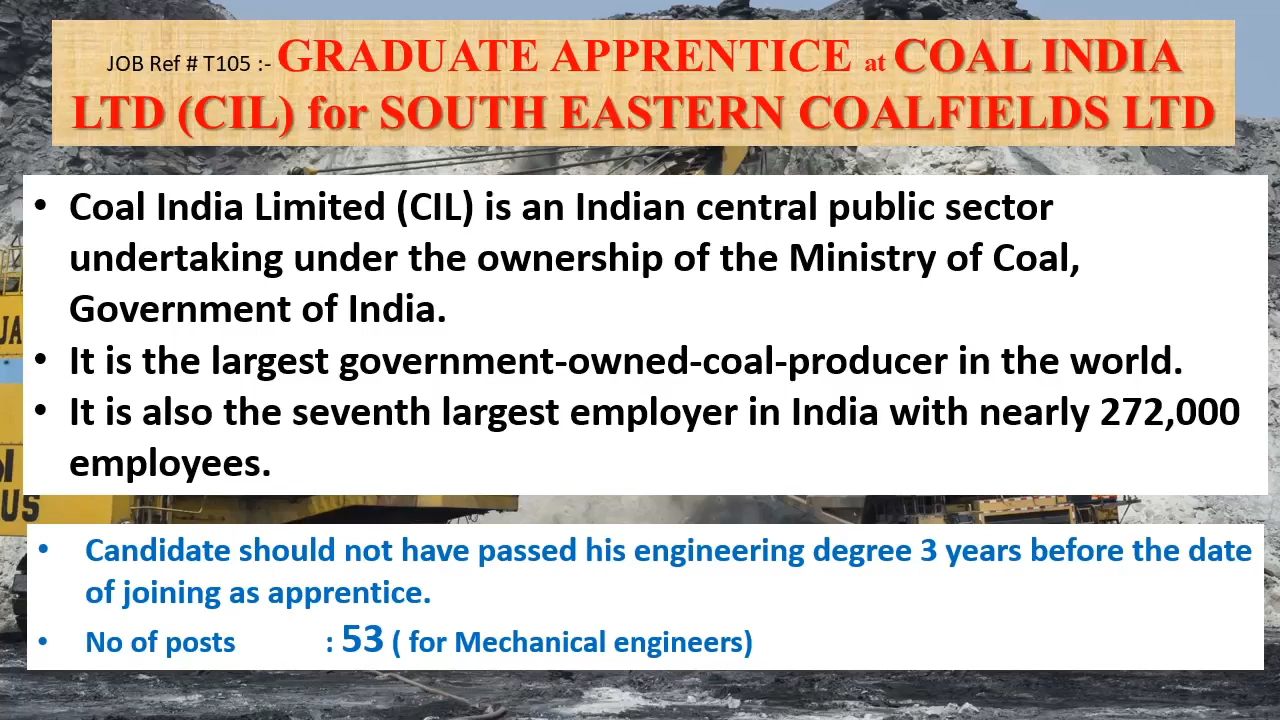 JOB Ref # T105 :- GRADUATE APPRENTICE at COAL INDIA
LTD (CIL) for SOUTH EASTERN COALFIELDS LTD
• Coal India Limited (CIL) is an Indian central public sector
undertaking under the ownership of the Ministry of Coal,
Government of India.
• It is the largest government-owned-coal-producer in the world.
• It is also the seventh largest employer in India with nearly 272,000
employees.
US
• Candidate should not have passed his engineering degree 3 years before the date
of joining as apprentice.
• No of posts : 53 ( for Mechanical engineers)